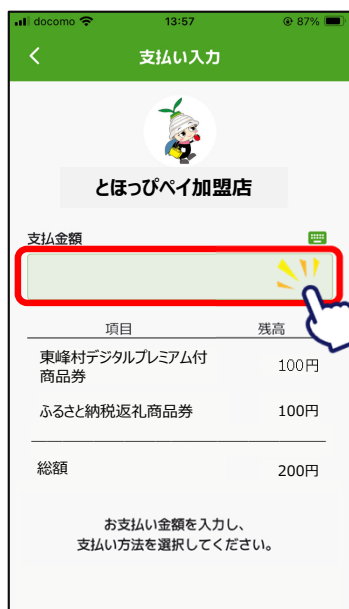 docomo 13:57 87%
支払い入力
とほっぴペイ加盟店
支払金額
項目 残高
東峰村デジタルプレミアム付
商品券 100円
ふるさと納税返礼商品券 100円
総額 200円
お支払い金額を入力し、
支払い方法を選択してください。